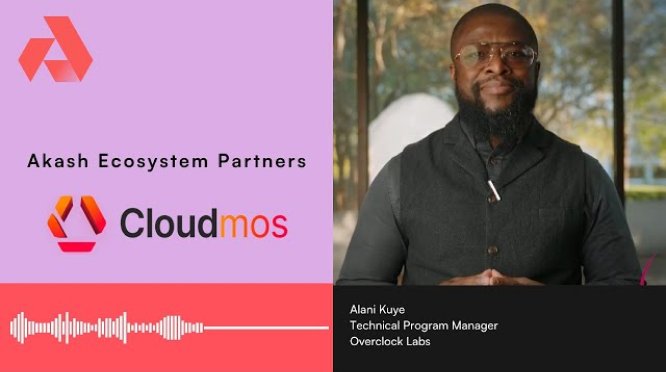 Akash Ecosystem Partners
Cloudmos
Alani Kuye
Technical Program Manager
Overclock Labs